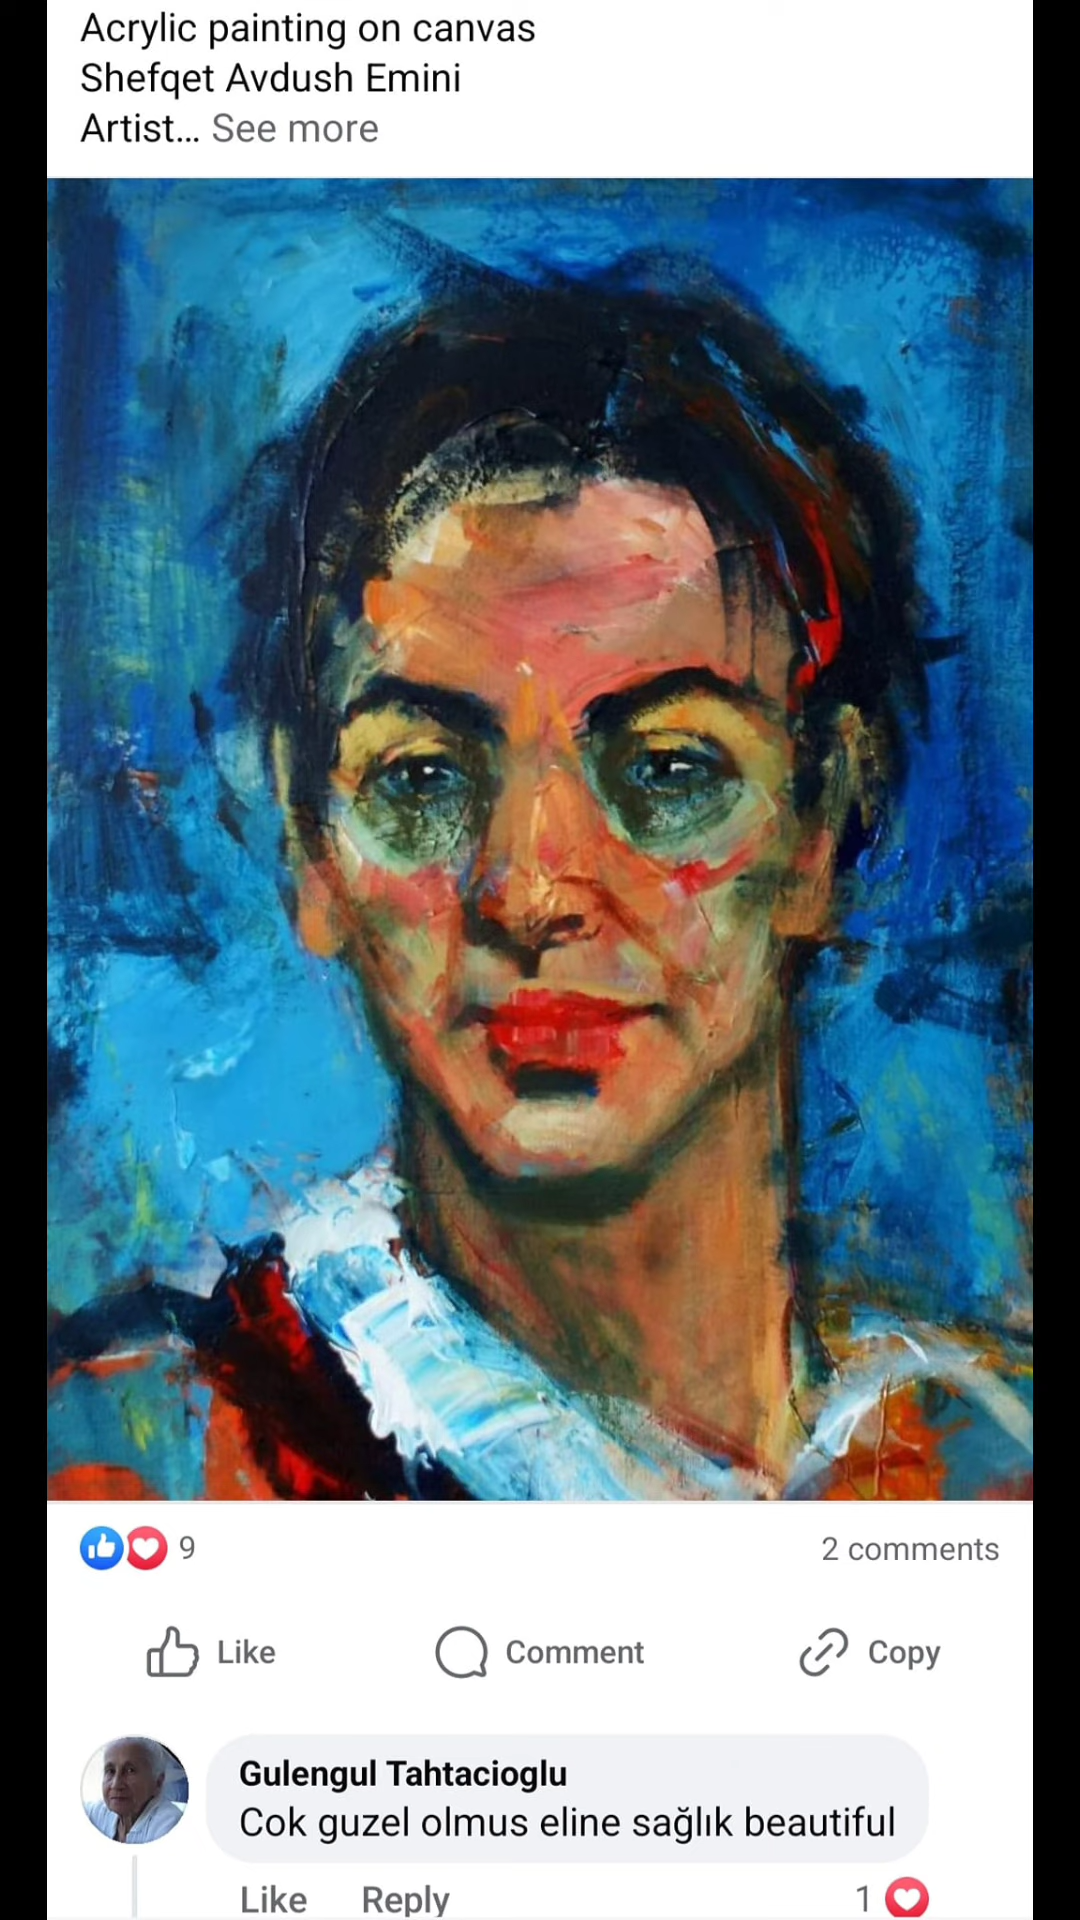 Acrylic painting on canvas
Shefqet Avdush Emini
Artist... See more
9
2 comments
Like
Comment
Copy
Gulengul Tahtacioglu
Cok guzel olmus eline sağlık beautiful
Like
Reply
1